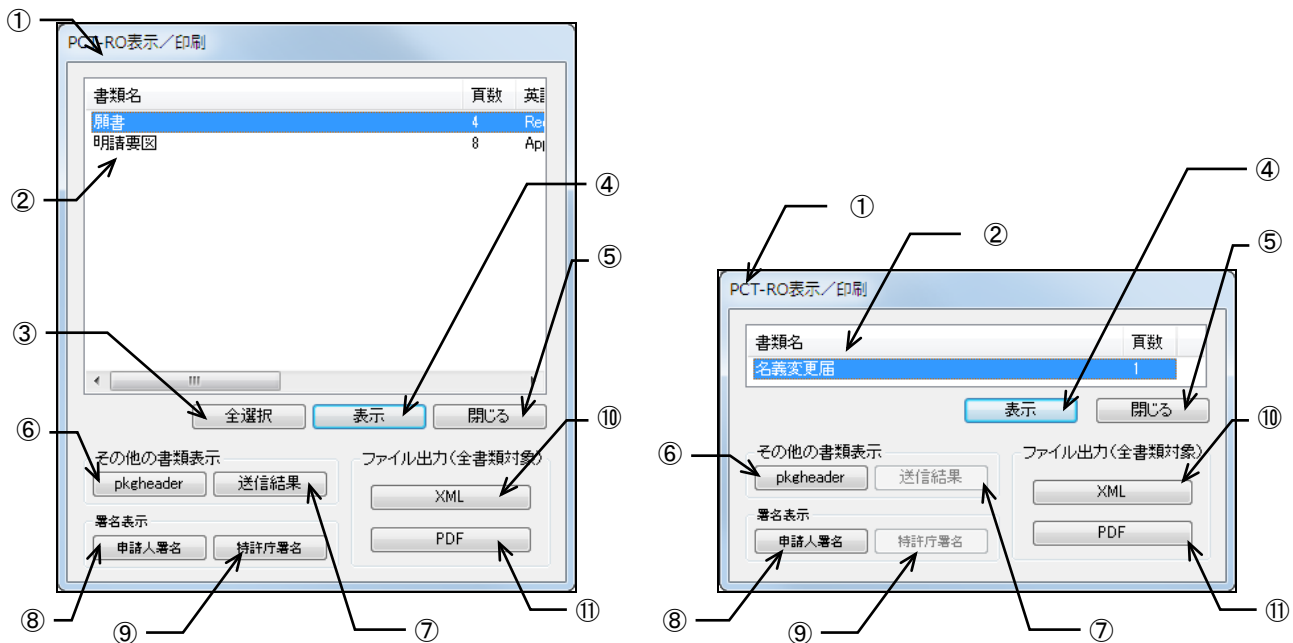 ①
PCT-RO表示／印刷
書類名 頁数 英語
願書 4 Rec
明請要図 8 App
②
③
④
⑤
全選択 表示 閉じる
⑥
⑩
その他の書類表示
pkgheader 送信結果
ファイル出力(全書類対象)
XML
署名表示
申請人署名 特許庁署名
PDF
⑧
⑨
⑦
⑪
①
②
④
⑤
PCT-RO表示／印刷
書類名 頁数
名義変更届 1
表示 閉じる
⑥
⑩
その他の書類表示
pkgheader 送信結果
ファイル出力(全書類対象)
XML
署名表示
申請人署名 特許庁署名
PDF
⑧
⑨
⑦
⑪